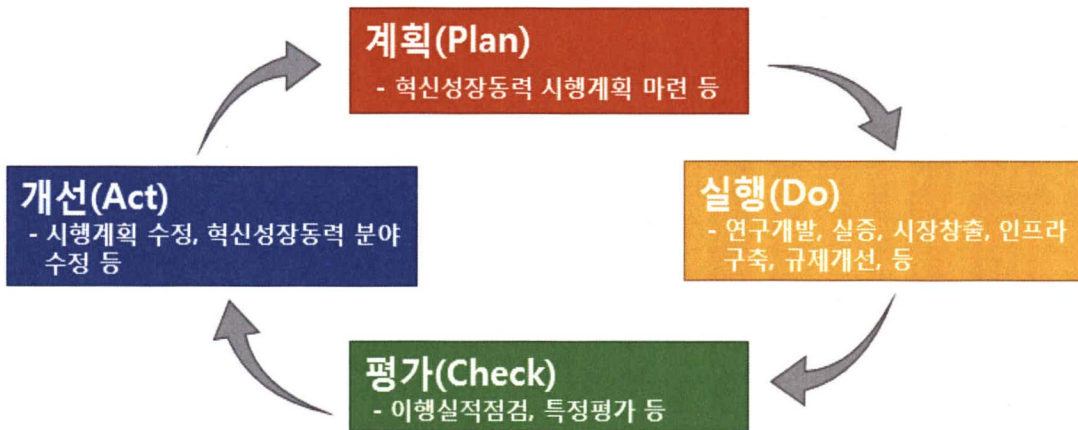 계획(Plan)
- 혁신성장동력 시행계획 마련 등
개선(Act)
- 시행계획 수정, 혁신성장동력 분야
수정 등
실행(Do)
- 연구개발, 실증, 시장창출, 인프라
구축, 규제개선, 등
평가(Check)
- 이행실적점검, 특정평가 등